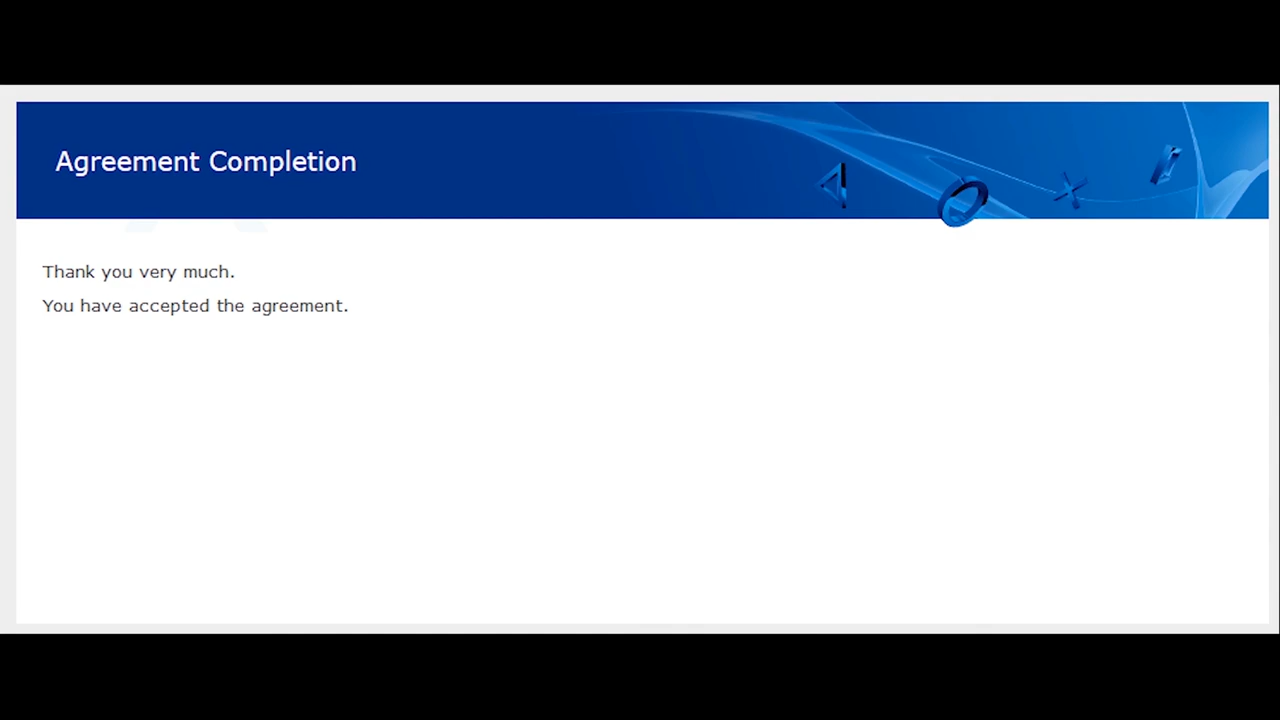 Agreement Completion
Thank you very much.
You have accepted the agreement.